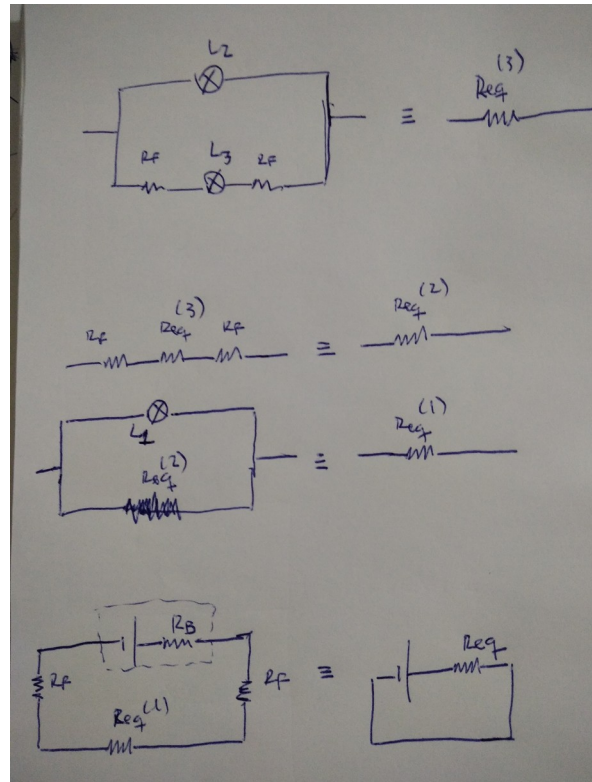 L2
Req (3)
≡
RF L3 RF
RF Req (3) RF ≡ Req (2)
L1
Req (2)
≡ Req (1)
RB
RF RF ≡ Req
Req (1)